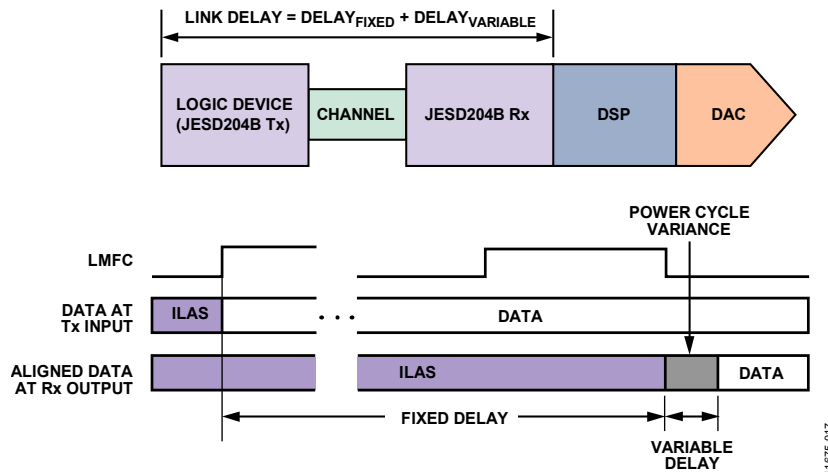 LINK DELAY = DELAYFIXED + DELAYVARIABLE
LOGIC DEVICE
(JESD204B Tx)
CHANNEL
JESD204B Rx
DSP
DAC
POWER CYCLE
VARIANCE
LMFC
DATA AT
Tx INPUT
ILAS
DATA
ALIGNED DATA
AT Rx OUTPUT
ILAS
DATA
FIXED DELAY
VARIABLE
DELAY